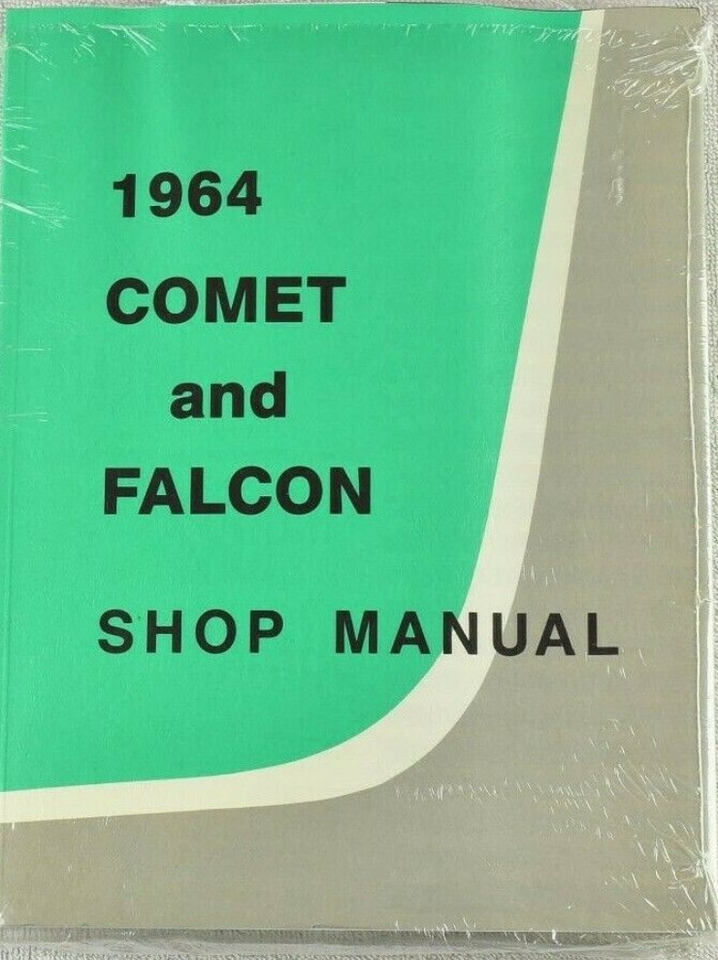 1964
COMET
and
FALCON
SHOP MANUAL